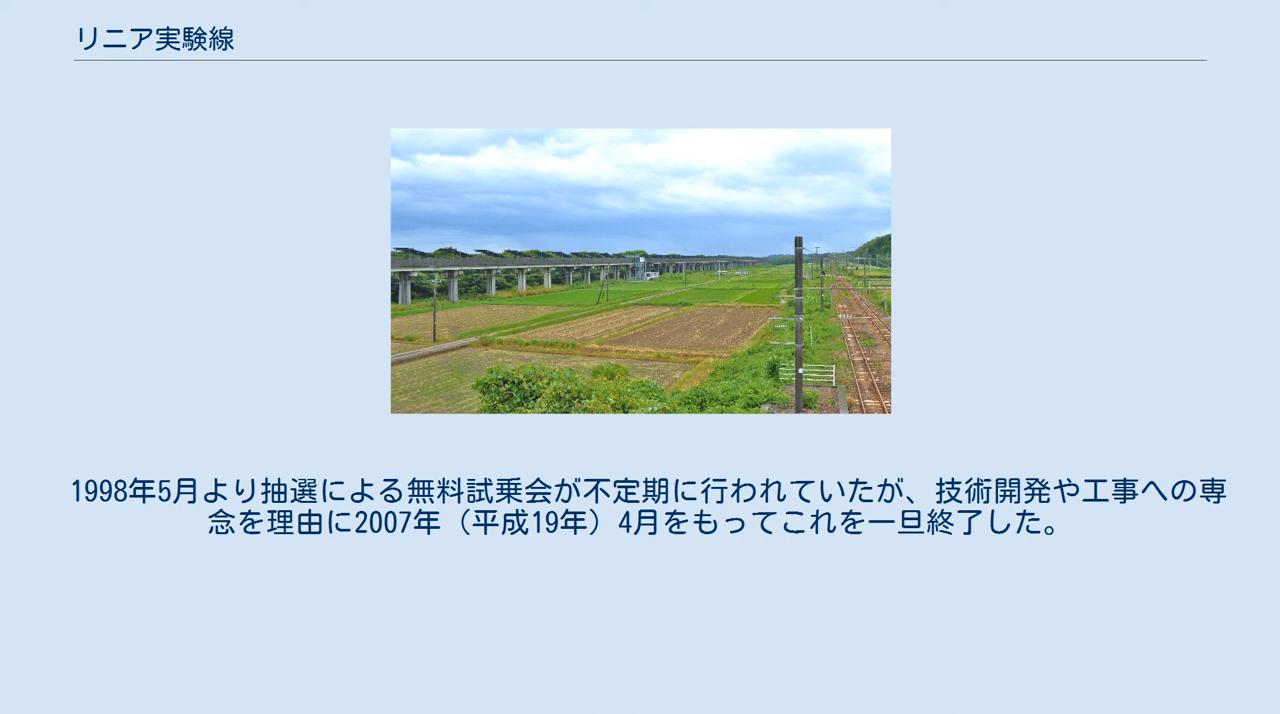 リニア実験線
1998年5月より抽選による無料試乗会が不定期に行われていたが、技術開発や工事への専
念を理由に2007年（平成19年）4月をもってこれを一旦終了した。